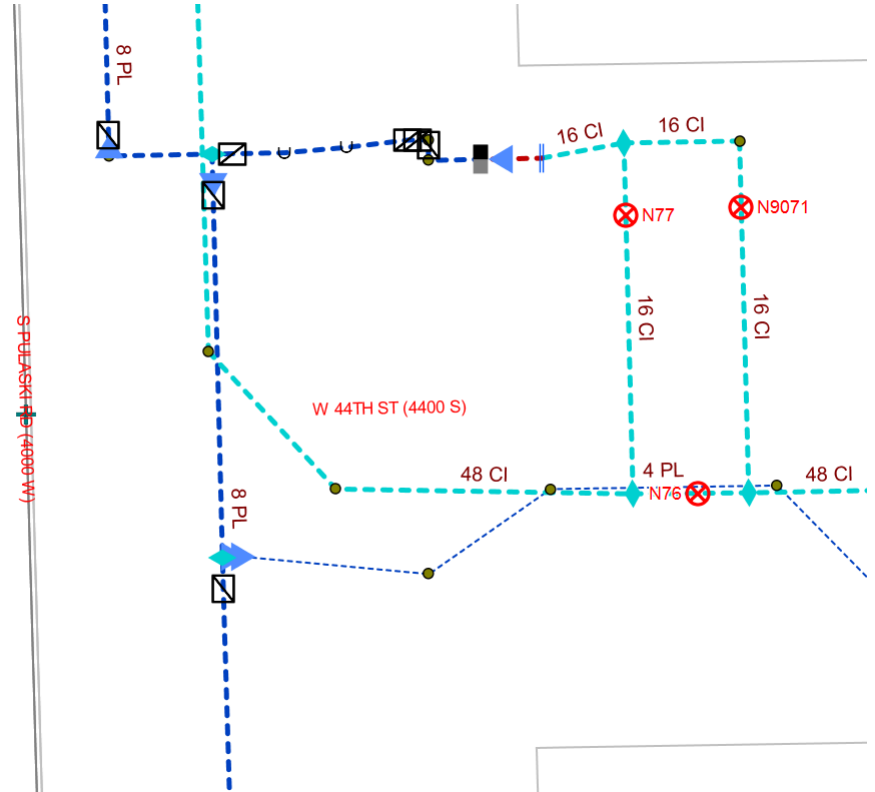 8 PL
16 CI
16 CI
N77
N9071
16 CI
16 CI
S PULASKI RD (4000 W)
W 44TH ST (4400 S)
48 CI
4 PL
48 CI
N76
8 PL